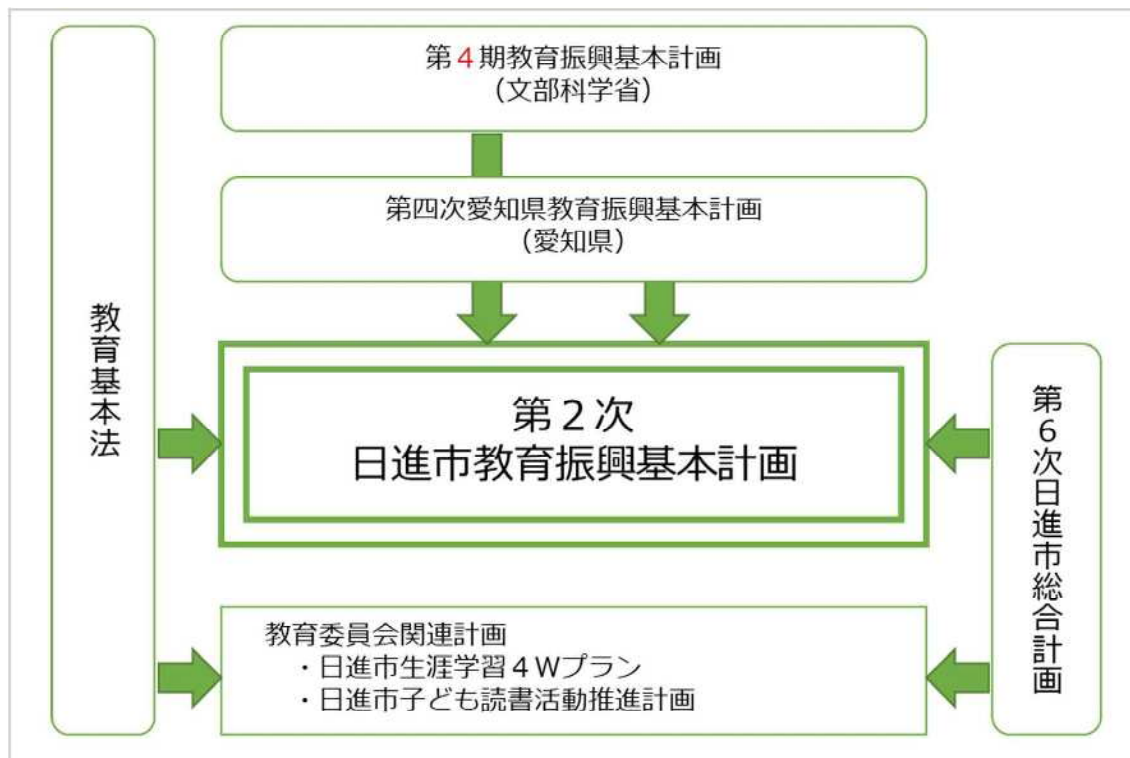 第４期教育振興基本計画
（文部科学省）
第四次愛知県教育振興基本計画
（愛知県）
教育基本法
第２次
日進市教育振興基本計画
第６次日進市総合計画
教育委員会関連計画
・日進市生涯学習４Ｗプラン
・日進市子ども読書活動推進計画